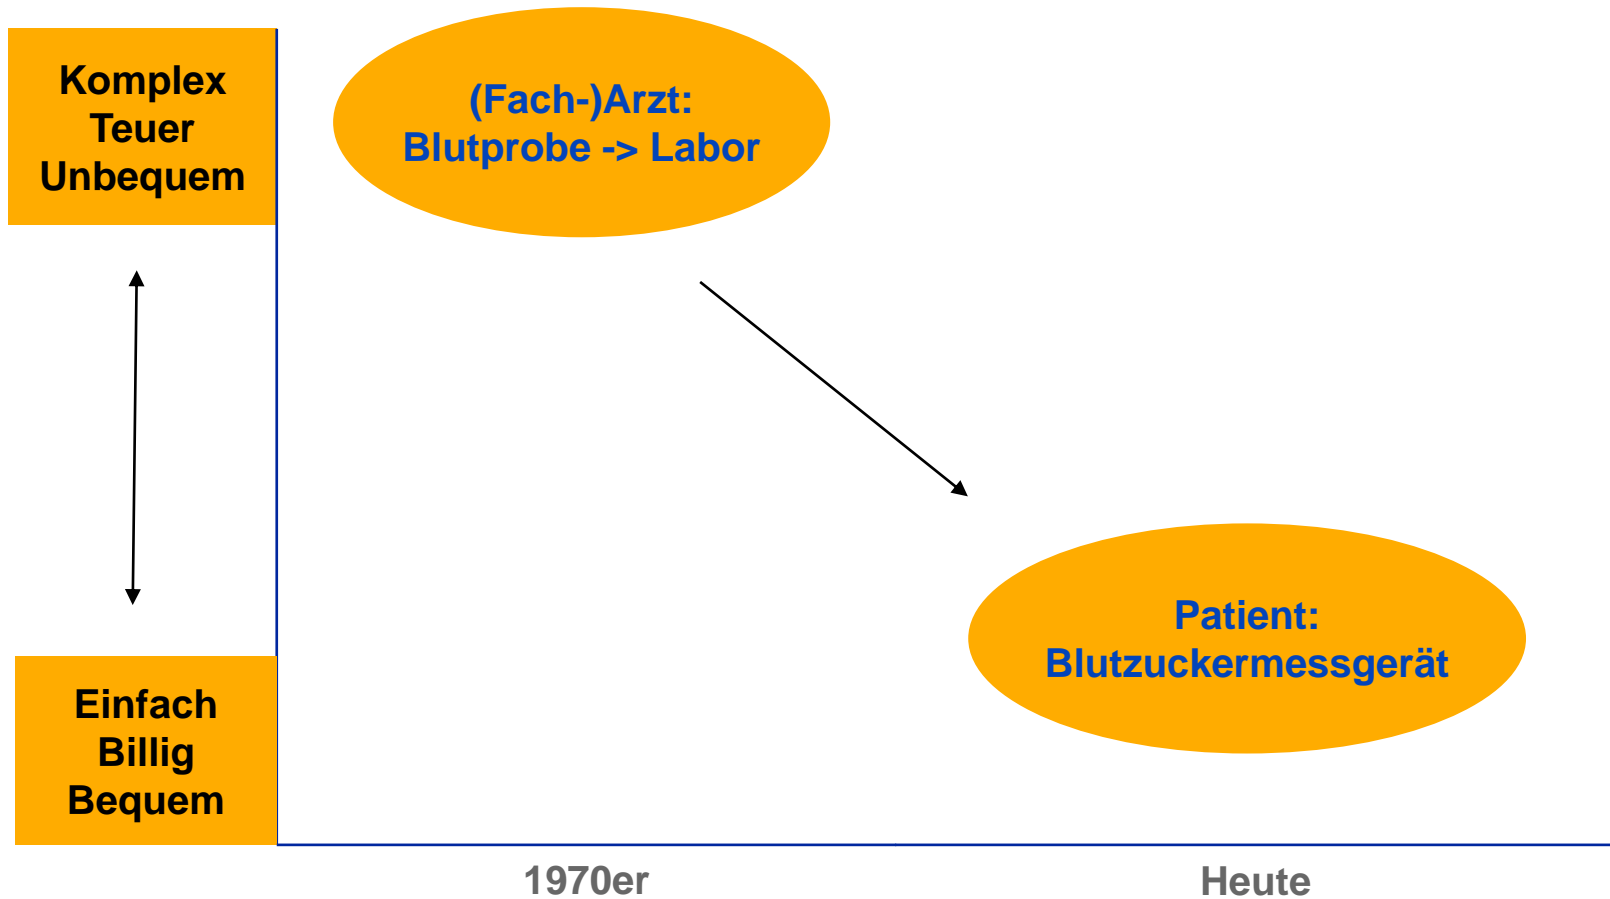 Komplex
Teuer
Unbequem
(Fach-)Arzt:
Blutprobe -> Labor
Patient:
Blutzuckermessgerät
Einfach
Billig
Bequem
1970er
Heute